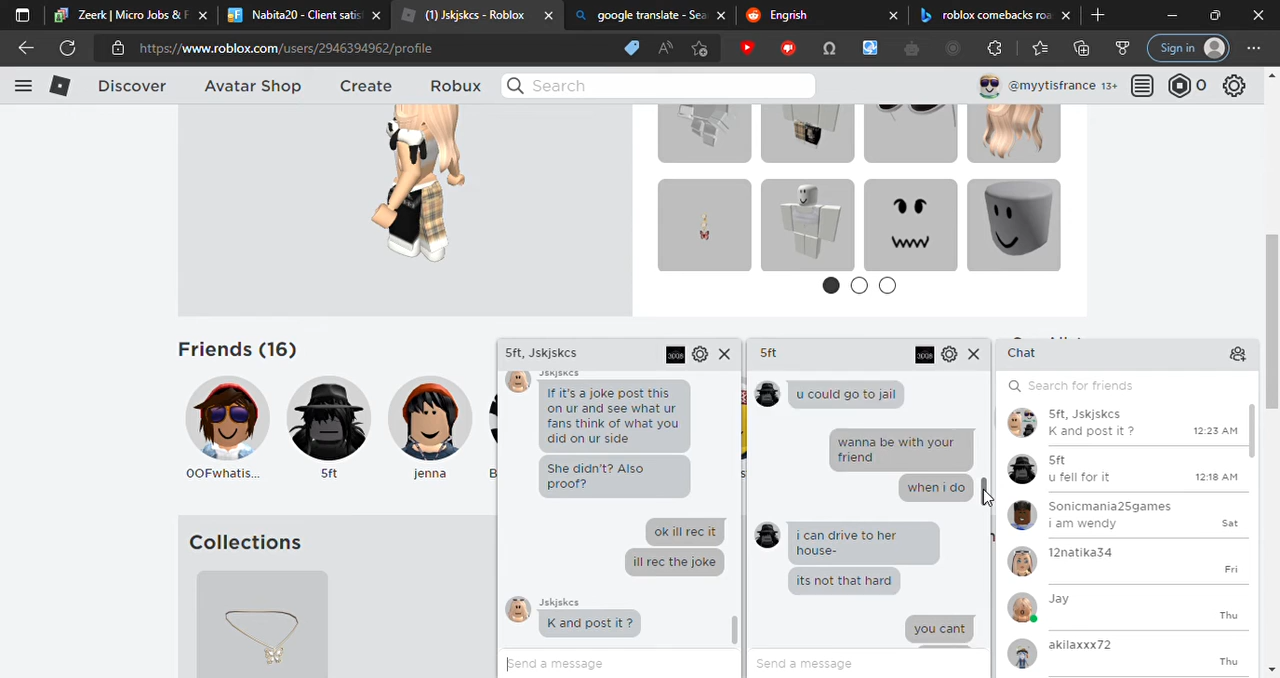 Zeerk | Micro Jobs & F
Nabita20 - Client satis
(1) Jskjskcs - Roblox
google translate - Sea
Engrish
roblox comebacks roa
https://www.roblox.com/users/2946394962/profile
Sign in
Discover
Avatar Shop
Create
Robux
Search
@myytisfrance 13+
0
Friends (16)
OOFwhatis...
5ft
jenna
Collections
5ft, Jskjskcs
Jskjskcs
If it's a joke post this
on ur and see what ur
fans think of what you
did on ur side
She didn't? Also
proof?
ok ill rec it
ill rec the joke
Jskjskcs
K and post it ?
Send a message
5ft
u could go to jail
wanna be with your
friend
when i do
i can drive to her
house-
its not that hard
you cant
Send a message
Chat
Search for friends
5ft, Jskjskcs
K and post it ?
12:23 AM
5ft
u fell for it
12:18 AM
Sonicmania25games
i am wendy
Sat
12natika34
Fri
Jay
Thu
akilaxxx72
Thu